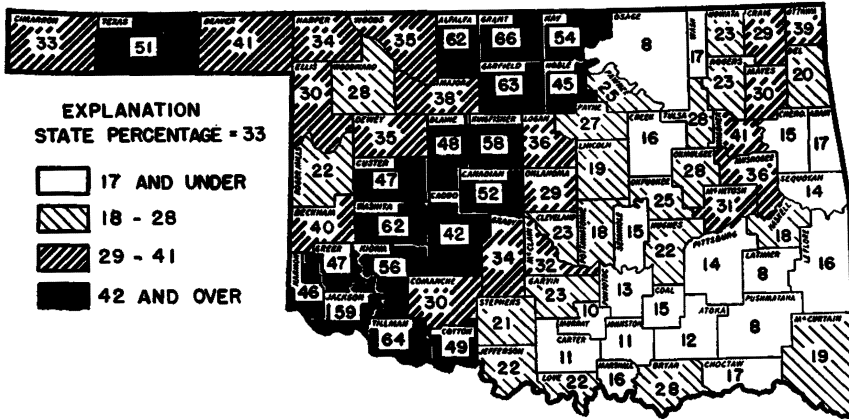 CIMARRON 33
TEXAS 51
BEAVER 41
HARPER 34
WOODS 35
ALFALFA 62
GRANT 66
KAY 54
OSAGE 8
WASH 17
NOWATA 23
CRAIG 29
OTTAWA 39
ELLIS 30
WOODWARD 28
MAJOR 38
GARFIELD 63
NOBLE 45
PAWNEE 25
ROGERS 23
MAYES 30
DEL 20
EXPLANATION
STATE PERCENTAGE = 33
17 AND UNDER
18 - 28
29 - 41
42 AND OVER
DEWEY 35
BLAINE 48
KINGFISHER 58
LOGAN 36
PAYNE 27
CREEK 16
TULSA 28
41
CHERO 15
ADAIR 17
ROGER MILLS 22
CUSTER 47
CANADIAN 52
OKLAHOMA 29
LINCOLN 19
OKMULGEE 28
MUSKOGEE 36
SEQUOYAH 14
BECKHAM 40
WASHITA 62
CADDO 42
GRADY 34
CLEVELAND 23
POTTAWATOMIE 18
SEMINOLE 15
OKFUSKEE 25
McINTOSH 31
HASKELL 18
HUGHES 22
PITTSBURG 14
LATIMER 8
LEFLORE 16
HARMON 46
GREER 47
KIOWA 56
JACKSON 59
COMANCHE 30
McCLAIN 32
GARVIN 23
PONTOTOC 13
COAL 15
TILLMAN 64
COTTON 49
STEPHENS 21
MURRAY 10
JOHNSTON 11
ATOKA 12
PUSHMATAHA 8
McCURTAIN 19
JEFFERSON 22
CARTER 11
LOVE 22
MARSHALL 16
BRYAN 28
CHOCTAW 17